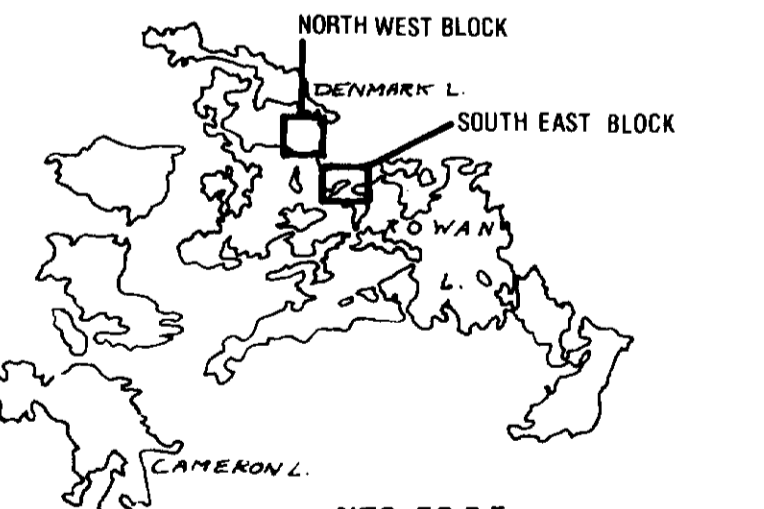 NORTH WEST BLOCK
DENMARK L.
SOUTH EAST BLOCK
ROWAN
L.
CAMERON L.